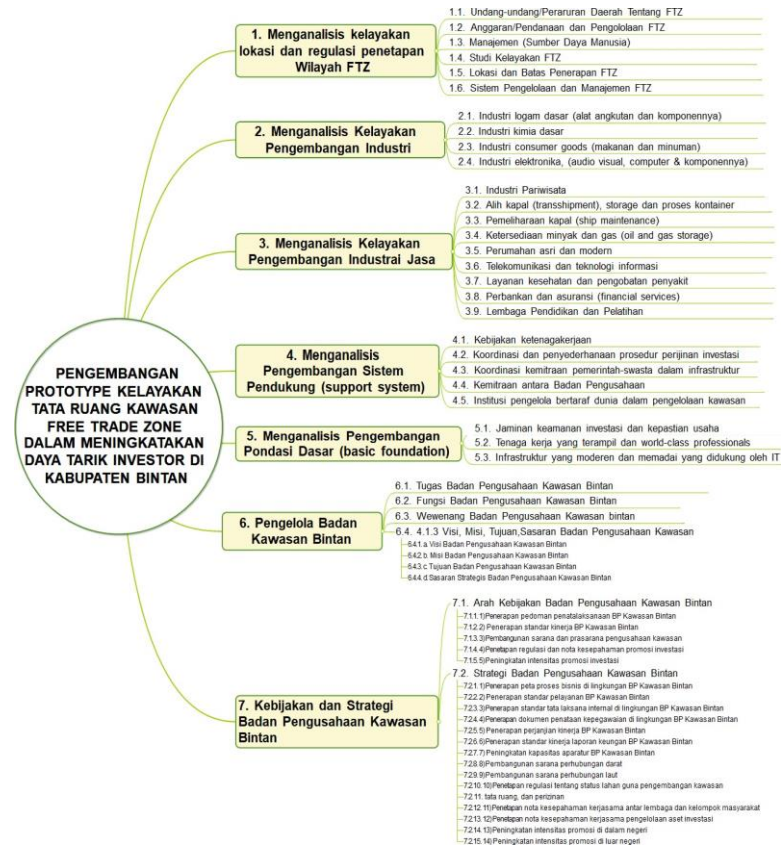 PENGEMBANGAN
PROTOTYPE KELAYAKAN
TATA RUANG KAWASAN
FREE TRADE ZONE
DALAM MENINGKATAKAN
DAYA TARIK INVESTOR DI
KABUPATEN BINTAN
1. Menganalisis kelayakan
lokasi dan regulasi penetapan
Wilayah FTZ
1.1. Undang-undang/Peraruran Daerah Tentang FTZ
1.2. Anggaran/Pendanaan dan Pengololaan FTZ
1.3. Manajemen (Sumber Daya Manusia)
1.4. Studi Kelayakan FTZ
1.5. Lokasi dan Batas Penerapan FTZ
1.6. Sistem Pengelolaan dan Manajemen FTZ
2. Menganalisis Kelayakan
Pengembangan Industri
2.1. Industri logam dasar (alat angkutan dan komponennya)
2.2. Industri kimia dasar
2.3. Industri consumer goods (makanan dan minuman)
2.4. Industri elektronika, (audio visual, computer & komponennya)
3. Menganalisis Kelayakan
Pengembangan Industrai Jasa
3.1. Industri Pariwisata
3.2. Alih kapal (transshipment), storage dan proses kontainer
3.3. Pemeliharaan kapal (ship maintenance)
3.4. Ketersediaan minyak dan gas (oil and gas storage)
3.5. Perumahan asri dan modern
3.6. Telekomunikasi dan teknologi informasi
3.7. Layanan kesehatan dan pengobatan penyakit
3.8. Perbankan dan asuransi (financial services)
3.9. Lembaga Pendidikan dan Pelatihan
4. Menganalisis
Pengembangan Sistem
Pendukung (support system)
4.1. Kebijakan ketenagakerjaan
4.2. Koordinasi dan penyederhanaan prosedur perijinan investasi
4.3. Koordinasi kemitraan pemerintah-swasta dalam infrastruktur
4.4. Kemitraan antara Badan Pengusahaan
4.5. Institusi pengelola bertaraf dunia dalam pengelolaan kawasan
5. Menganalisis Pengembangan
Pondasi Dasar (basic foundation)
5.1. Jaminan keamanan investasi dan kepastian usaha
5.2. Tenaga kerja yang terampil dan world-class professionals
5.3. Infrastruktur yang moderen dan memadai yang didukung oleh IT
6. Pengelola Badan
Kawasan Bintan
6.1. Tugas Badan Pengusahaan Kawasan Bintan
6.2. Fungsi Badan Pengusahaan Kawasan Bintan
6.3. Wewenang Badan Pengusahaan Kawasan bintan
6.4. 4.1.3 Visi, Misi, Tujuan,Sasaran Badan Pengusahaan Kawasan
6.4.1. a. Visi Badan Pengusahaan Kawasan Bintan
6.4.2. b. Misi Badan Pengusahaan Kawasan Bintan
6.4.3. c. Tujuan Badan Pengusahaan Kawasan Bintan
6.4.4. d. Sasaran Strategis Badan Pengusahaan Kawasan Bintan
7. Kebijakan dan Strategi
Badan Pengusahaan Kawasan
Bintan
7.1. Arah Kebijakan Badan Pengusahaan Kawasan Bintan
7.1.1. 1)Penerapan pedoman penatalaksanaan BP Kawasan Bintan
7.1.2. 2) Penerapan standar kinerja BP Kawasan Bintan
7.1.3. 3)Pembangunan sarana dan prasarana pengusahaan kawasan
7.1.4. 4)Penetapan regulasi dan nota kesepahaman promosi investasi
7.1.5. 5)Peningkatan intensitas promosi investasi
7.2. Strategi Badan Pengusahaan Kawasan Bintan
7.2.1. 1)Penerapan peta proses bisnis di lingkungan BP Kawasan Bintan
7.2.2. 2)Penerapan standar pelayanan BP Kawasan Bintan
7.2.3. 3)Penerapan standar tata laksana internal di lingkungan BP Kawasan Bintan
7.2.4. 4)Penerapan dokumen penataan kepegawaian di lingkungan BP Kawasan Bintan
7.2.5. 5)Penerapan perjanjian kinerja BP Kawasan Bintan
7.2.6. 6)Penerapan standar kinerja laporan keungan BP Kawasan Bintan
7.2.7. 7)Peningkatan kapasitas aparatur BP Kawasan Bintan
7.2.8. 8)Pembangunan sarana perhubungan darat
7.2.9. 9)Pembangunan sarana perhubungan laut
7.2.10. 10)Penetapan regulasi tentang status lahan guna pengembangan kawasan
7.2.11. tata ruang, dan perizinan
7.2.12. 11)Penetapan nota kesepahaman kerjasama antar lembaga dan kelompok masyarakat
7.2.13. 12)Penetapan nota kesepahaman kerjasama pengelolaan aset investasi
7.2.14. 13)Peningkatan intensitas promosi di dalam negeri
7.2.15. 14)Peningkatan intensitas promosi di luar negeri